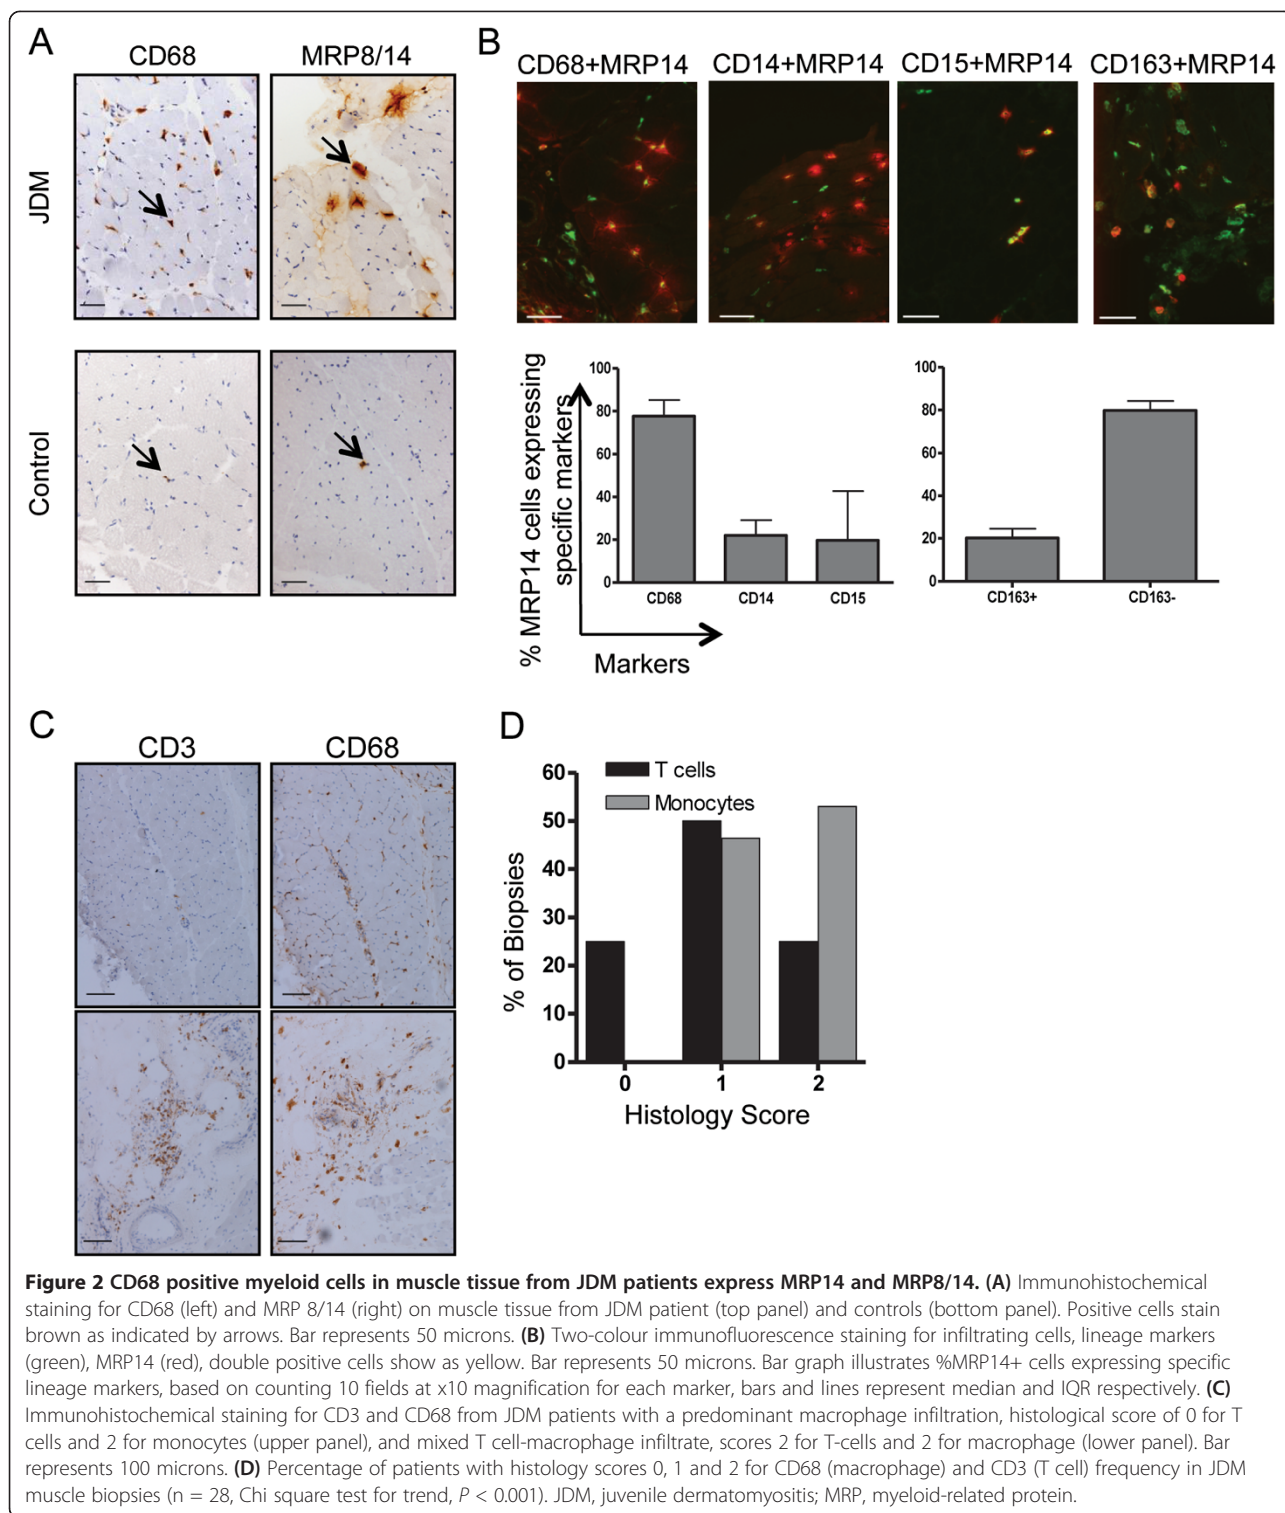 A
CD68
MRP8/14
JDM
Control
B
CD68+MRP14
CD14+MRP14
CD15+MRP14
CD163+MRP14
% MRP14 cells expressing
specific markers
100
80
60
40
20
0
CD68
CD14
CD15
Markers
100
80
60
40
20
0
CD163+
CD163-
C
CD3
CD68
D
T cells
Monocytes
% of Biopsies
60
50
40
30
20
10
0
0
1
2
Histology Score
Figure 2 CD68 positive myeloid cells in muscle tissue from JDM patients express MRP14 and MRP8/14. (A) Immunohistochemical
staining for CD68 (left) and MRP 8/14 (right) on muscle tissue from JDM patient (top panel) and controls (bottom panel). Positive cells stain
brown as indicated by arrows. Bar represents 50 microns. (B) Two-colour immunofluorescence staining for infiltrating cells, lineage markers
(green), MRP14 (red), double positive cells show as yellow. Bar represents 50 microns. Bar graph illustrates %MRP14+ cells expressing specific
lineage markers, based on counting 10 fields at x10 magnification for each marker, bars and lines represent median and IQR respectively. (C)
Immunohistochemical staining for CD3 and CD68 from JDM patients with a predominant macrophage infiltration, histological score of 0 for T
cells and 2 for monocytes (upper panel), and mixed T cell-macrophage infiltrate, scores 2 for T-cells and 2 for macrophage (lower panel). Bar
represents 100 microns. (D) Percentage of patients with histology scores 0, 1 and 2 for CD68 (macrophage) and CD3 (T cell) frequency in JDM
muscle biopsies (n = 28, Chi square test for trend, P < 0.001). JDM, juvenile dermatomyositis; MRP, myeloid-related protein.